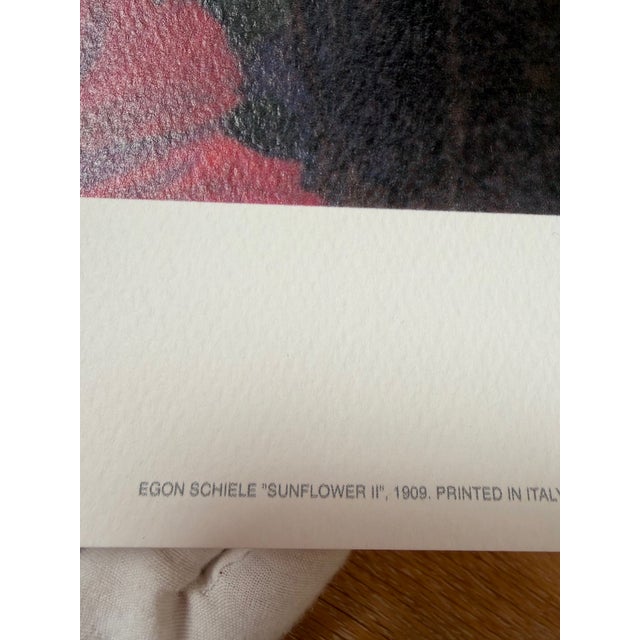 EGON SCHIELE "SUNFLOWER II", 1909. PRINTED IN ITALY